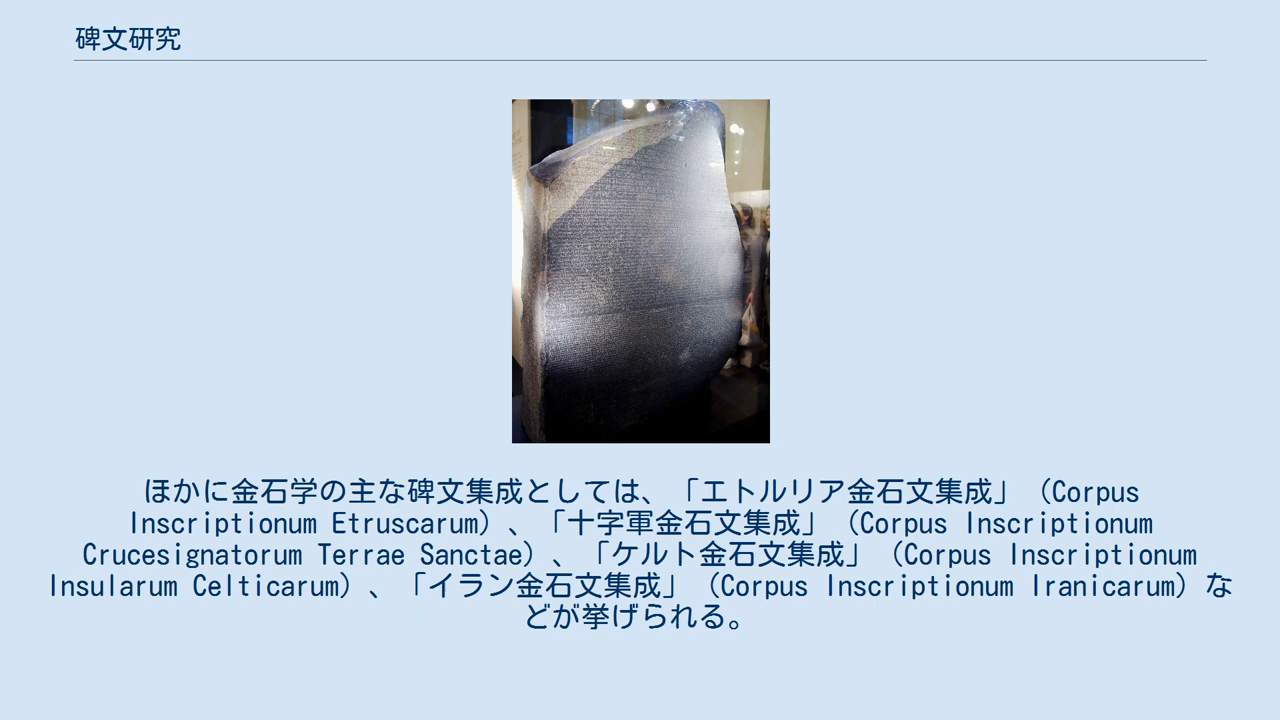 碑文研究
ほかに金石学の主な碑文集成としては、「エトルリア金石文集成」（Corpus
Inscriptionum Etruscarum）、「十字軍金石文集成」（Corpus Inscriptionum
Crucesignatorum Terrae Sanctae）、「ケルト金石文集成」（Corpus Inscriptionum
Insularum Celticarum）、「イラン金石文集成」（Corpus Inscriptionum Iranicarum）な
どが挙げられる。